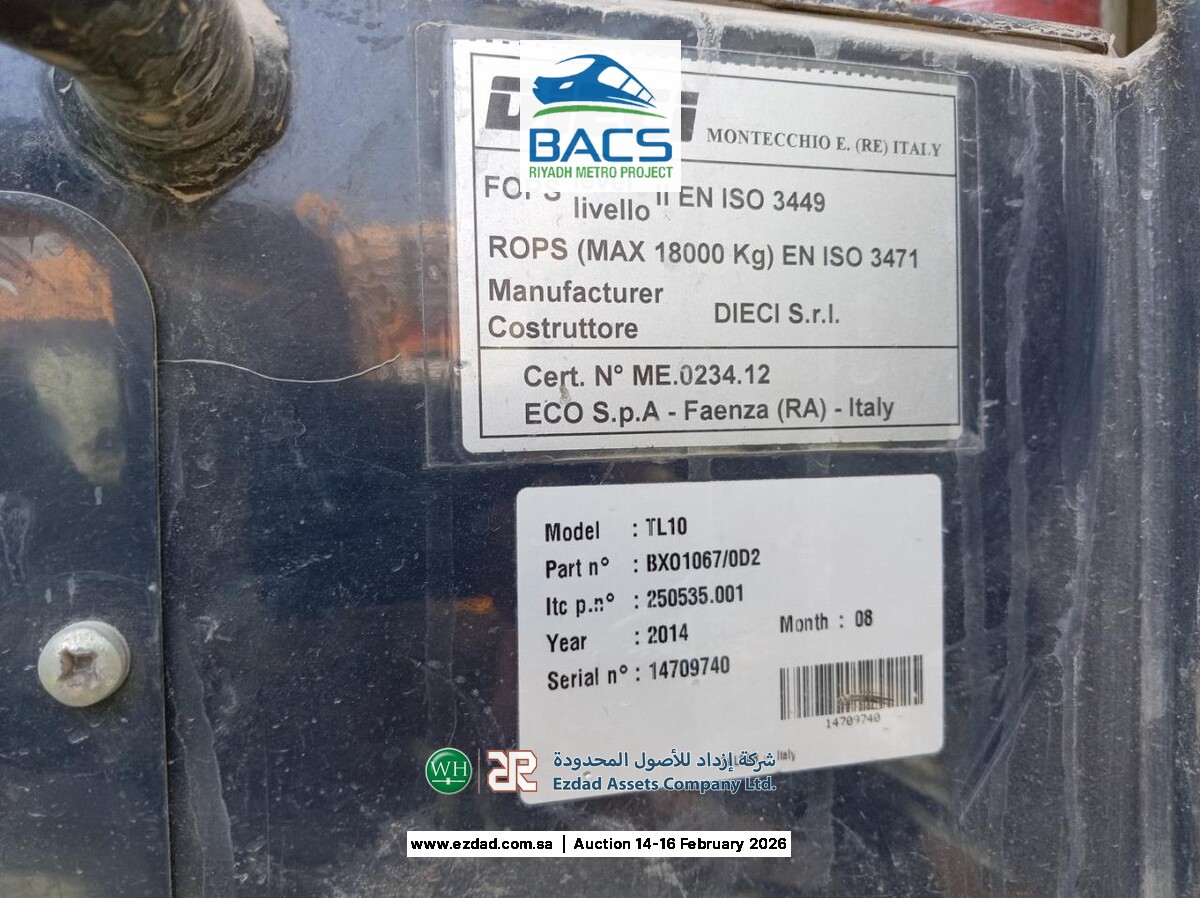 BACS
RIYADH METRO PROJECT
MONTECCHIO E. (RE) ITALY
FOPS livello II EN ISO 3449
ROPS (MAX 18000 Kg) EN ISO 3471
Manufacturer
Costruttore
DIECI S.r.l.
Cert. N° ME.0234.12
ECO S.p.A - Faenza (RA) - Italy
Model : TL10
Part n° : BX01067/0D2
Itc p.n° : 250535.001
Year : 2014
Month : 08
Serial n° : 14709740
14709740
Italy
WH
شركة إزداد للأصول المحدودة
Ezdad Assets Company Ltd.
www.ezdad.com.sa | Auction 14-16 February 2026